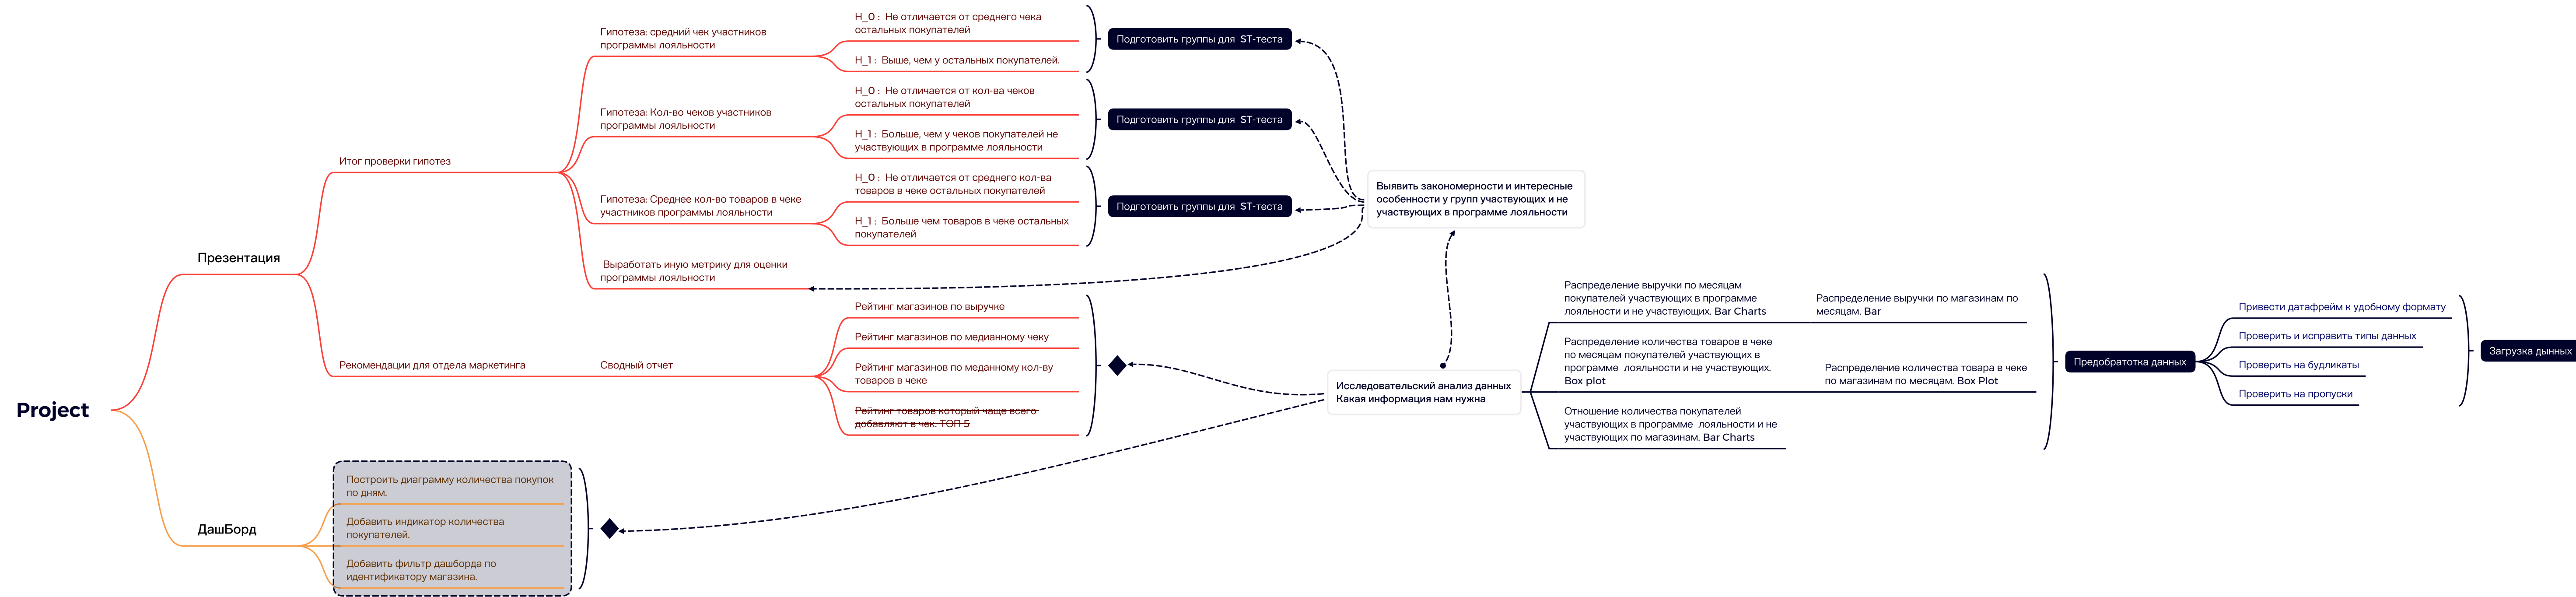 Project
Презентация
Итог проверки гипотез
Гипотеза: средний чек участников
программы лояльности
H_0 : Не отличается от среднего чека
остальных покупателей
H_1 : Выше, чем у остальных покупателей.
Подготовить группы для ST-теста
Гипотеза: Кол-во чеков участников
программы лояльности
H_0 : Не отличается от кол-ва чеков
остальных покупателей
H_1 : Больше, чем у чеков покупателей не
участвующих в программе лояльности
Подготовить группы для ST-теста
Гипотеза: Среднее кол-во товаров в чеке
участников программы лояльности
H_0 : Не отличается от среднего кол-ва
товаров в чеке остальных покупателей
H_1 : Больше чем товаров в чеке остальных
покупателей
Подготовить группы для ST-теста
Выработать иную метрику для оценки
программы лояльности
Рекомендации для отдела маркетинга
Сводный отчет
Рейтинг магазинов по выручке
Рейтинг магазинов по медианному чеку
Рейтинг магазинов по меданному кол-ву
товаров в чеке
Рейтинг товаров который чаще всего
добавляют в чек. ТОП 5
ДашБорд
Построить диаграмму количества покупок
по дням.
Добавить индикатор количества
покупателей.
Добавить фильтр дашборда по
идентификатору магазина.
Выявить закономерности и интересные
особенности у групп участвующих и не
участвующих в программе лояльности
Исследовательский анализ данных
Какая информация нам нужна
Распределение выручки по месяцам
покупателей участвующих в программе
лояльности и не участвующих. Bar Charts
Распределение выручки по магазинам по
месяцам. Bar
Распределение количества товаров в чеке
по месяцам покупателей участвующих в
программе лояльности и не участвующих.
Box plot
Распределение количества товара в чеке
по магазинам по месяцам. Box Plot
Отношение количества покупателей
участвующих в программе лояльности и не
участвующих по магазинам. Bar Charts
Предобратотка данных
Привести датафрейм к удобному формату
Проверить и исправить типы данных
Проверить на будликаты
Проверить на пропуски
Загрузка дынных